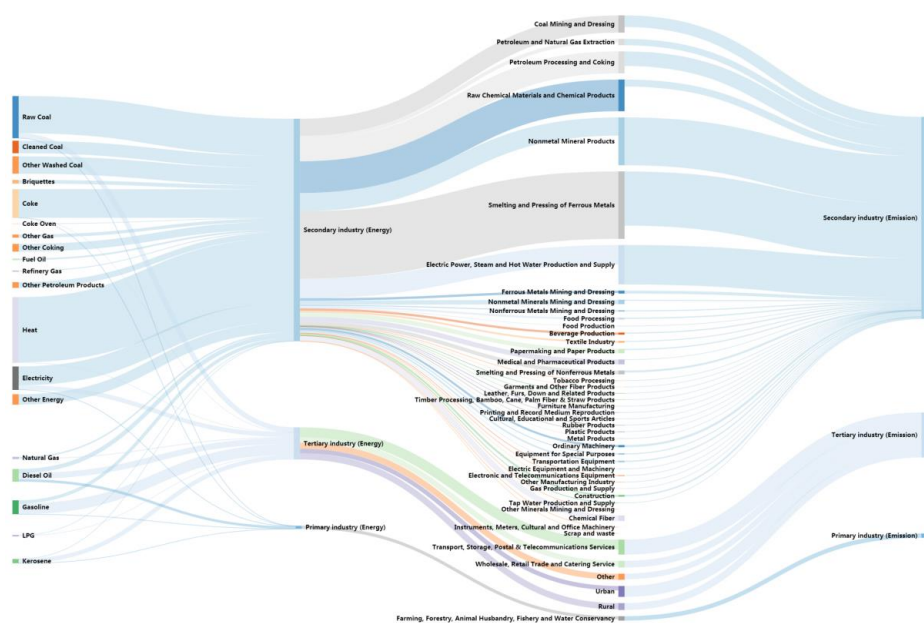 Raw Coal
Cleaned Coal
Other Washed Coal
Briquettes
Coke
Coke Oven
Other Gas
Other Coking
Fuel Oil
Refinery Gas
Other Petroleum Products
Heat
Electricity
Other Energy
Natural Gas
Diesel Oil
Gasoline
LPG
Kerosene
Secondary industry (Energy)
Tertiary industry (Energy)
Primary industry (Energy)
Coal Mining and Dressing
Petroleum and Natural Gas Extraction
Petroleum Processing and Coking
Raw Chemical Materials and Chemical Products
Nonmetal Mineral Products
Smelting and Pressing of Ferrous Metals
Electric Power, Steam and Hot Water Production and Supply
Ferrous Metals Mining and Dressing
Nonmetal Minerals Mining and Dressing
Nonferrous Metals Mining and Dressing
Food Processing
Food Production
Beverage Production
Textile Industry
Papermaking and Paper Products
Medical and Pharmaceutical Products
Smelting and Pressing of Nonferrous Metals
Tobacco Processing
Garments and Other Fiber Products
Leather, Furs, Down and Related Products
Timber Processing, Bamboo, Cane, Palm Fiber & Straw Products
Furniture Manufacturing
Printing and Record Medium Reproduction
Cultural, Educational and Sports Articles
Rubber Products
Plastic Products
Metal Products
Ordinary Machinery
Equipment for Special Purposes
Transportation Equipment
Electric Equipment and Machinery
Electronic and Telecommunications Equipment
Other Manufacturing Industry
Gas Production and Supply
Construction
Tap Water Production and Supply
Other Minerals Mining and Dressing
Chemical Fiber
Instruments, Meters, Cultural and Office Machinery
Scrap and waste
Transport, Storage, Postal & Telecommunications Services
Wholesale, Retail Trade and Catering Service
Other
Urban
Rural
Farming, Forestry, Animal Husbandry, Fishery and Water Conservancy
Secondary industry (Emission)
Tertiary industry (Emission)
Primary industry (Emission)